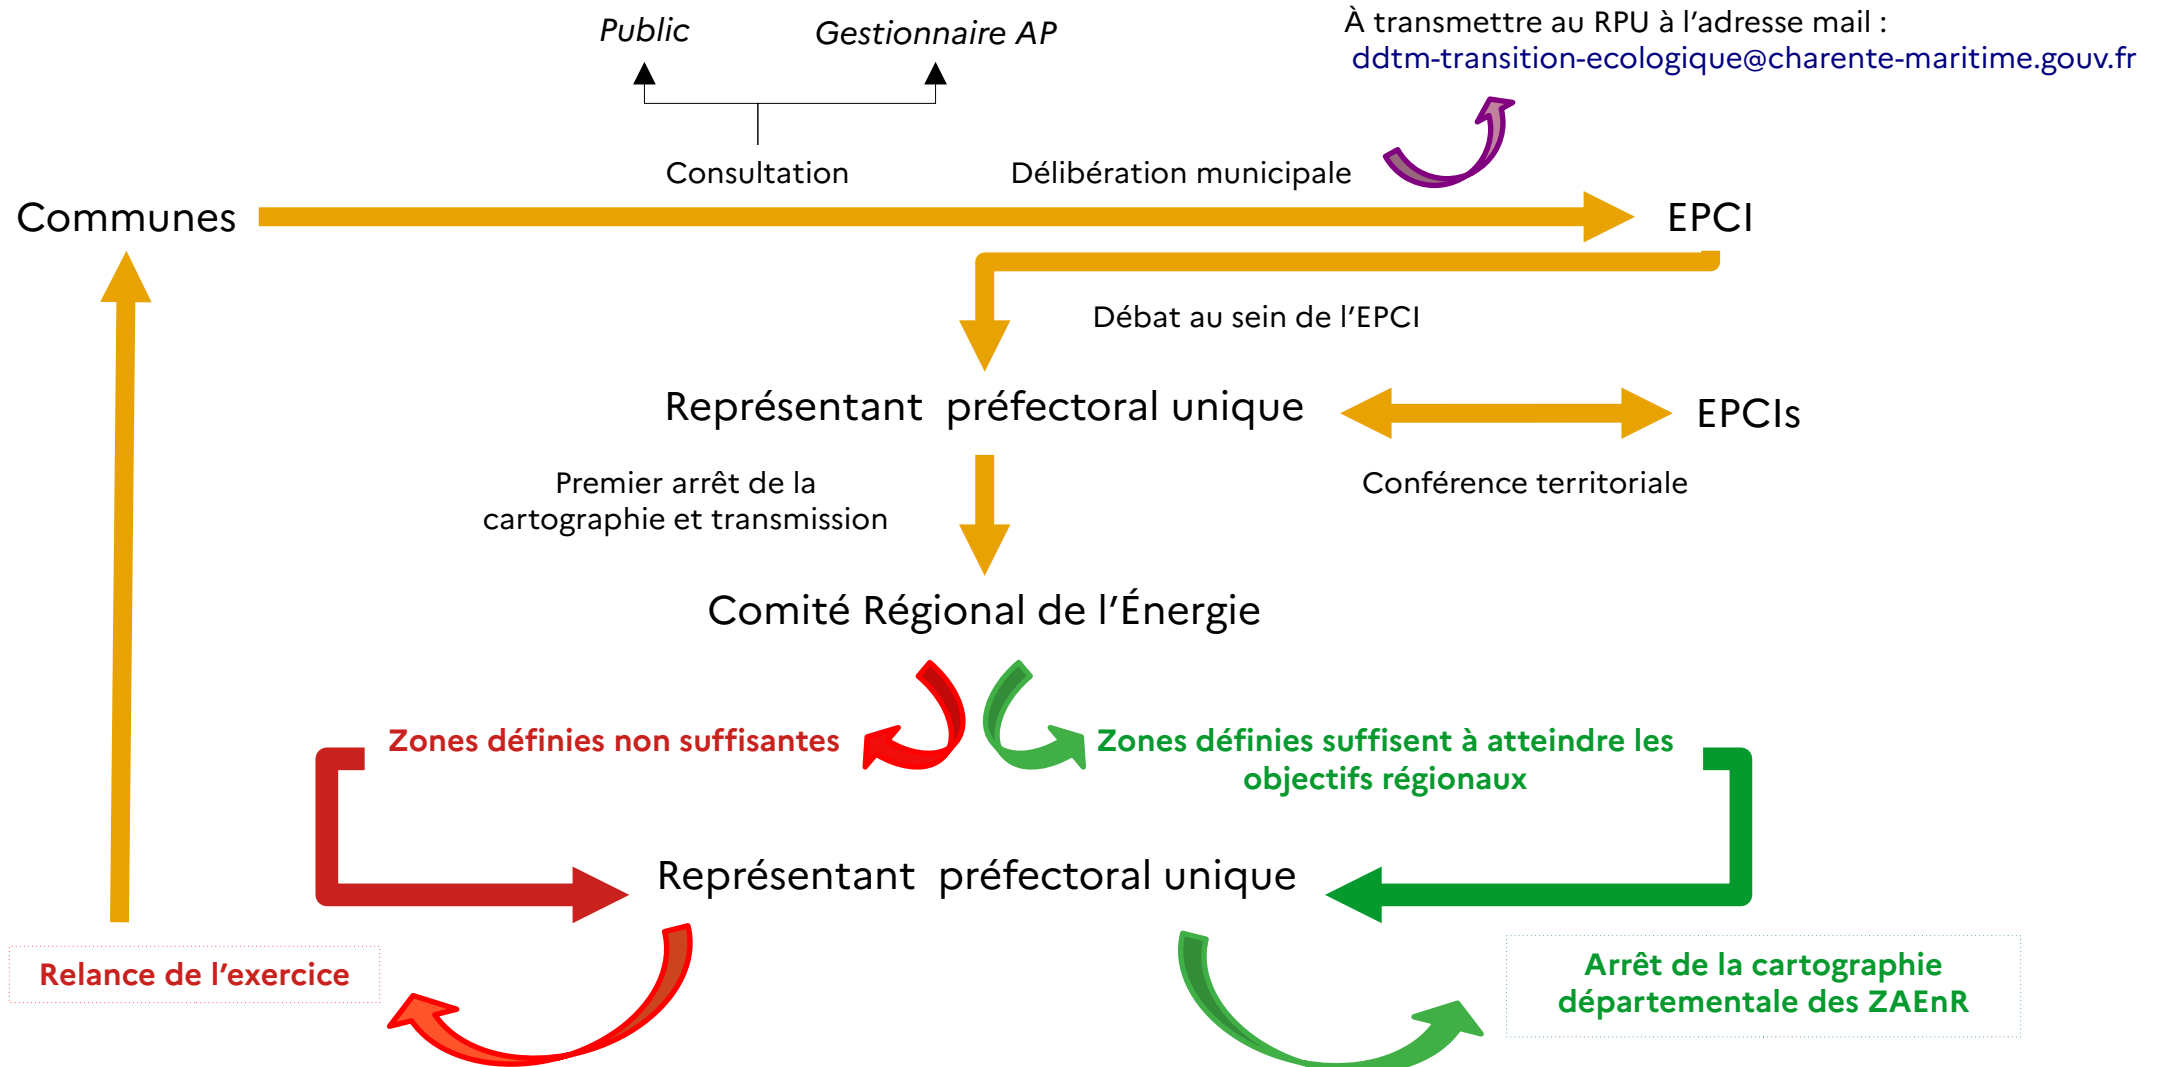 Public
Gestionnaire AP
À transmettre au RPU à l’adresse mail :
ddtm-transition-ecologique@charente-maritime.gouv.fr
Consultation
Délibération municipale
Communes
EPCI
Débat au sein de l’EPCI
Représentant préfectoral unique
EPCIs
Premier arrêt de la
cartographie et transmission
Conférence territoriale
Comité Régional de l’Énergie
Zones définies non suffisantes
Zones définies suffisent à atteindre les
objectifs régionaux
Représentant préfectoral unique
Relance de l’exercice
Arrêt de la cartographie
départementale des ZAEnR